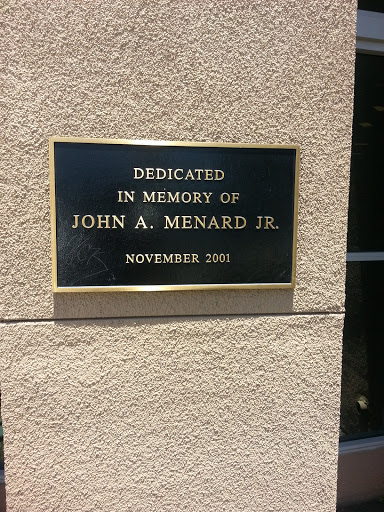 DEDICATED
IN MEMORY OF
JOHN A. MENARD JR.
NOVEMBER 2001